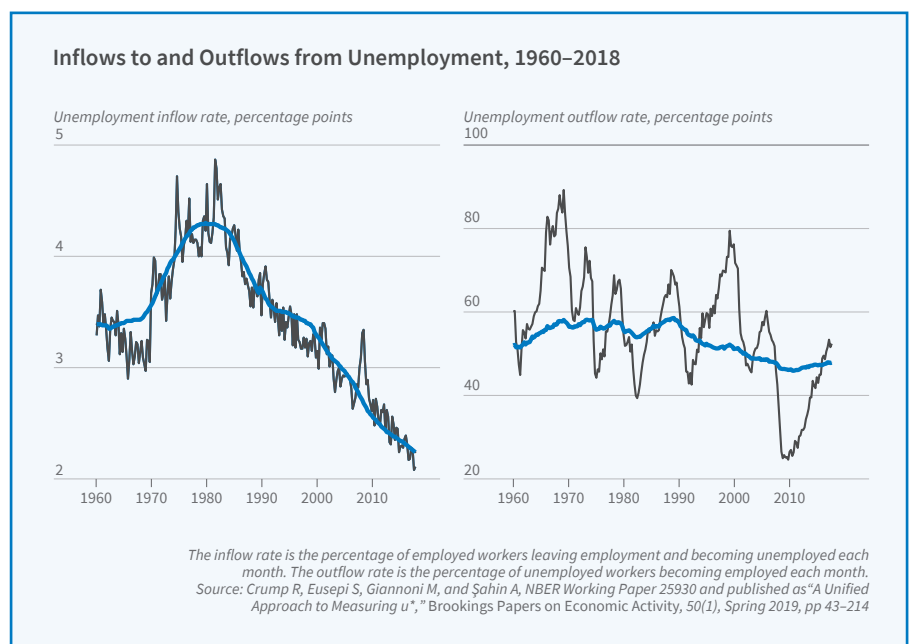 Inflows to and Outflows from Unemployment, 1960–2018
Unemployment inflow rate, percentage points
5
4
3
2
1960 1970 1980 1990 2000 2010
Unemployment outflow rate, percentage points
100
80
60
40
20
1960 1970 1980 1990 2000 2010
The inflow rate is the percentage of employed workers leaving employment and becoming unemployed each
month. The outflow rate is the percentage of unemployed workers becoming employed each month.
Source: Crump R, Eusepi S, Giannoni M, and Şahin A, NBER Working Paper 25930 and published as“A Unified
Approach to Measuring u*,” Brookings Papers on Economic Activity, 50(1), Spring 2019, pp 43–214